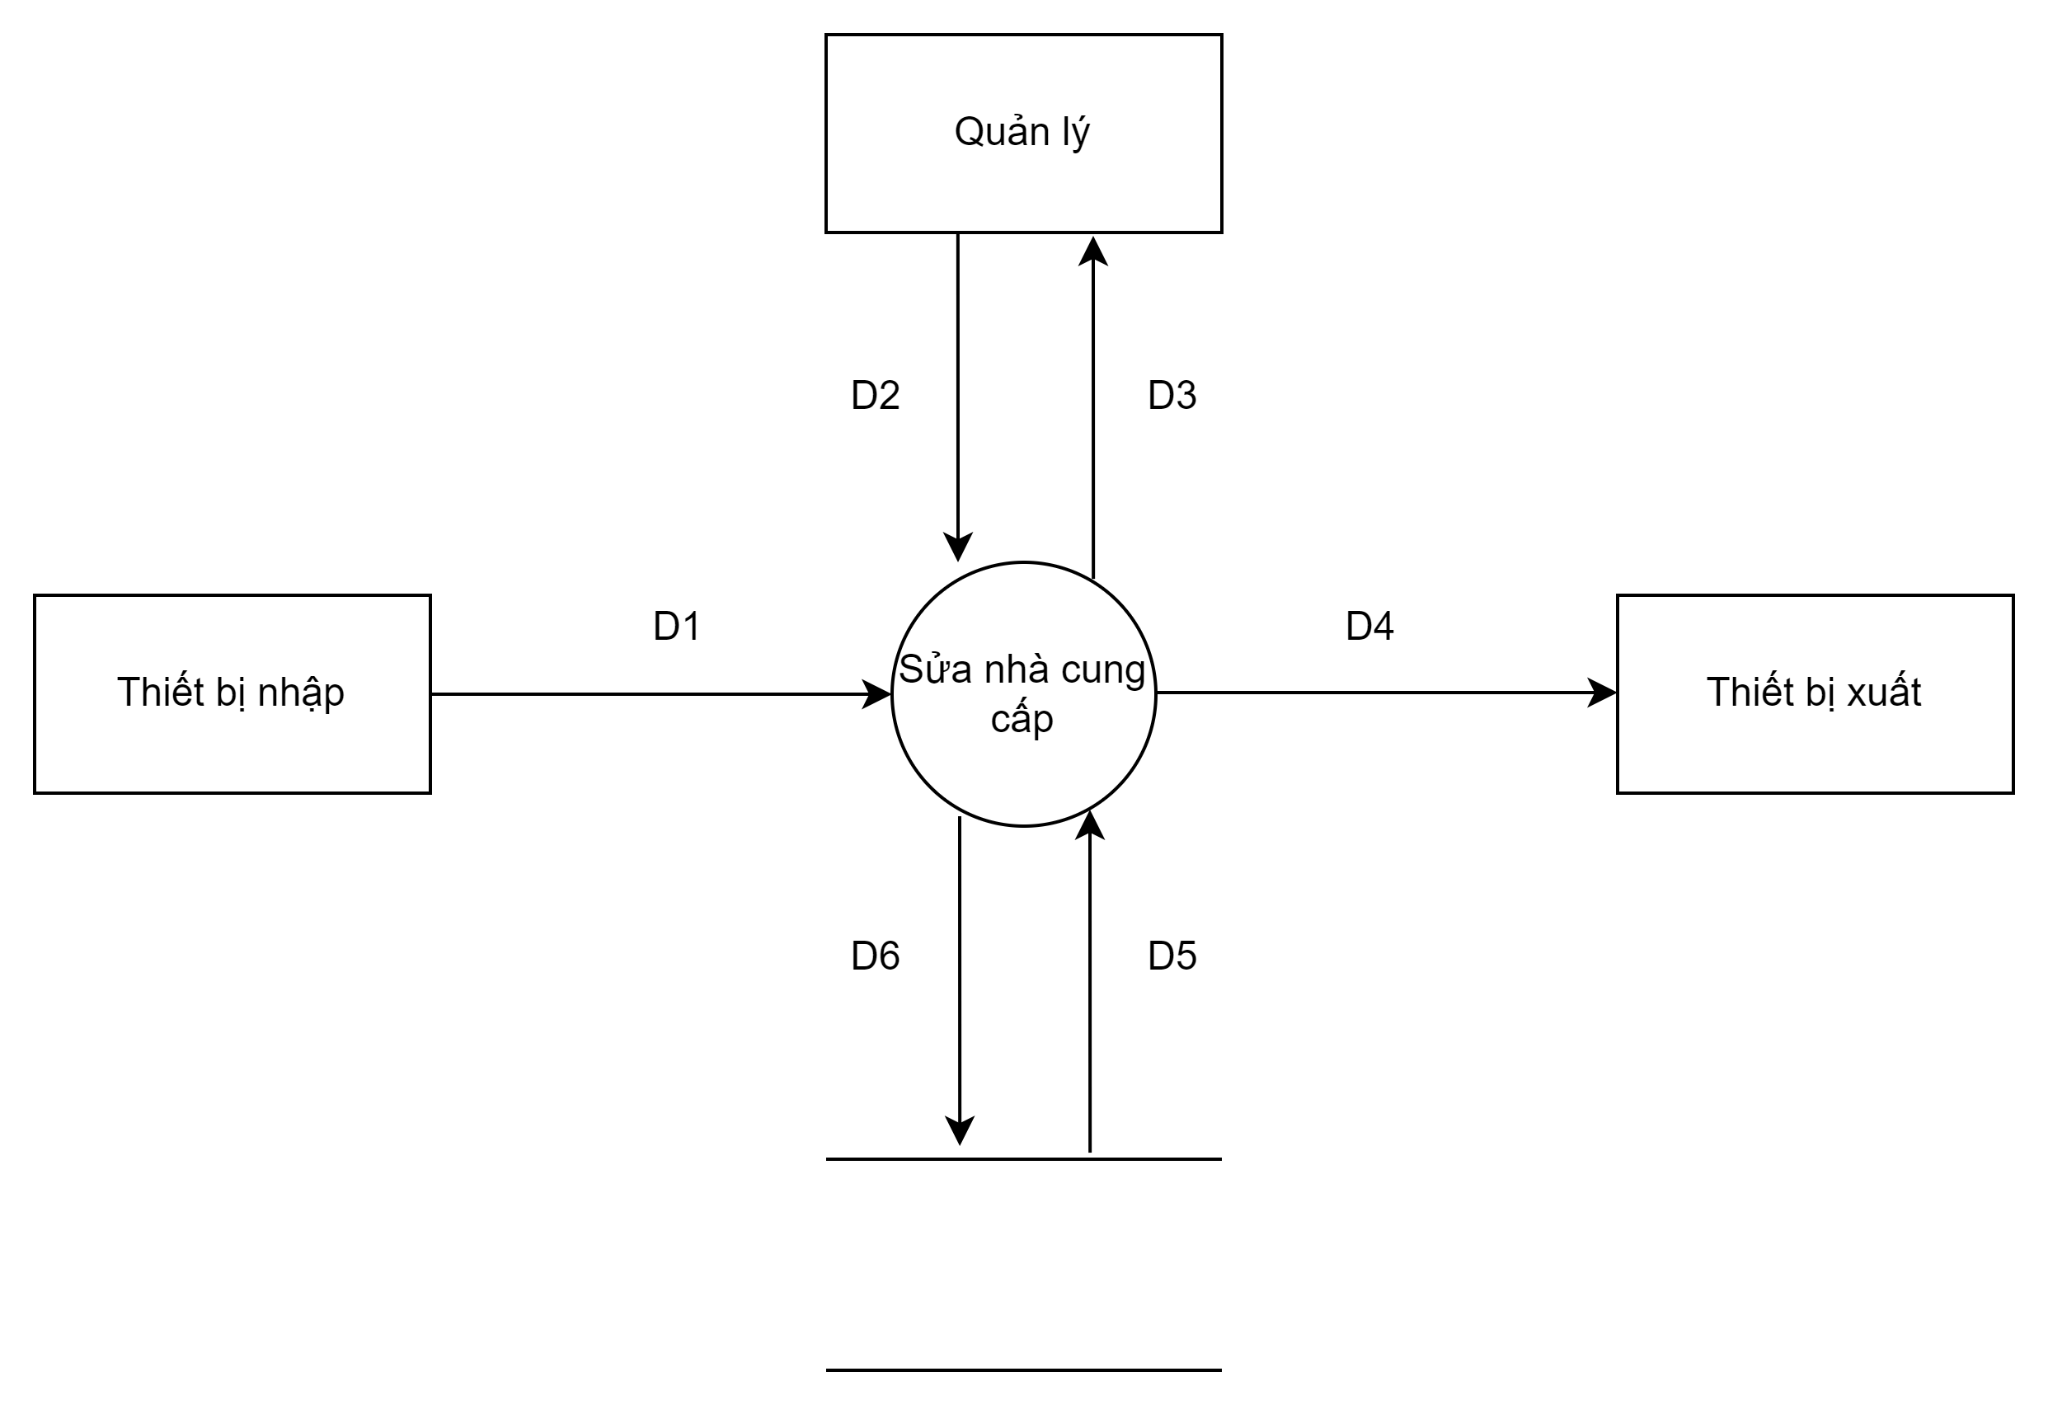 Quản lý
D2
D3
D1
D4
Thiết bị nhập
Sửa nhà cung
cấp
Thiết bị xuất
D6
D5